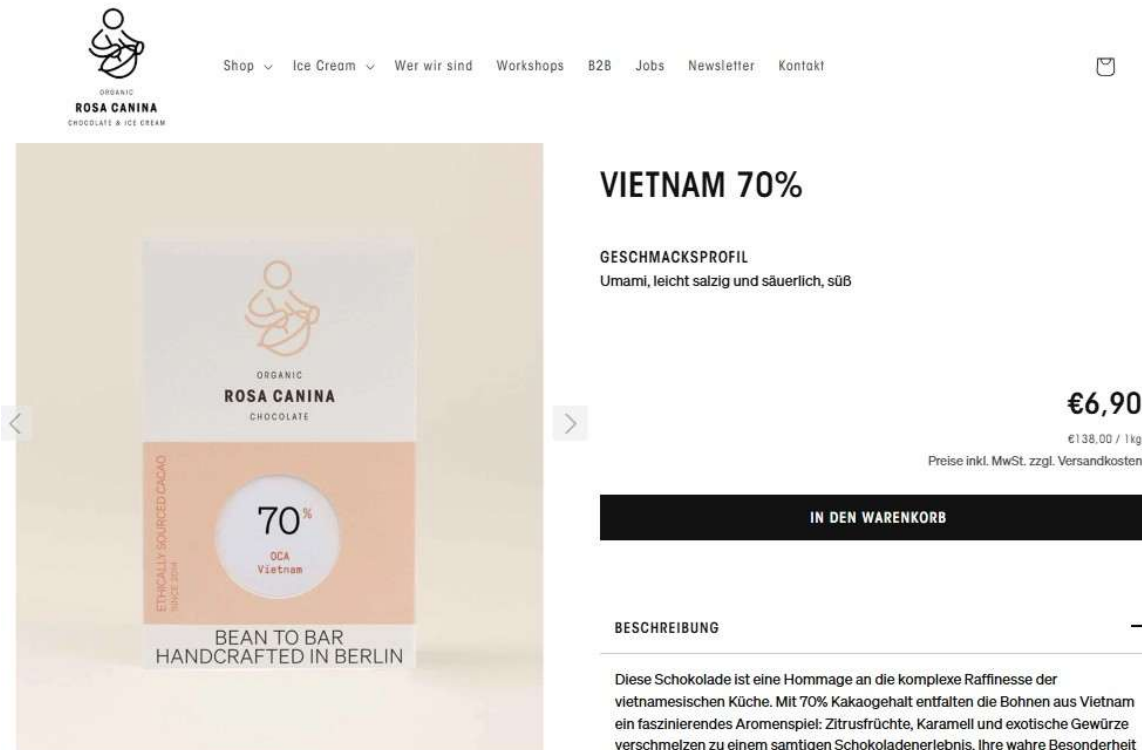 ORGANIC
ROSA CANINA
CHOCOLATE & ICE CREAM
Shop Ice Cream Wer wir sind Workshops B2B Jobs Newsletter Kontakt
ORGANIC
ROSA CANINA
CHOCOLATE
ETHICALLY SOURCED CACAO
SINCE 2014
70%
OCA
Vietnam
BEAN TO BAR
HANDCRAFTED IN BERLIN
VIETNAM 70%
GESCHMACKSPROFIL
Umami, leicht salzig und säuerlich, süß
€6,90
€138,00 / 1kg
Preise inkl. MwSt. zzgl. Versandkosten
IN DEN WARENKORB
BESCHREIBUNG
Diese Schokolade ist eine Hommage an die komplexe Raffinesse der
vietnamesischen Küche. Mit 70% Kakaogehalt entfalten die Bohnen aus Vietnam
ein faszinierendes Aromenspiel: Zitrusfrüchte, Karamell und exotische Gewürze
verschmelzen zu einem samtigen Schokoladenerlebnis. Ihre wahre Besonderheit